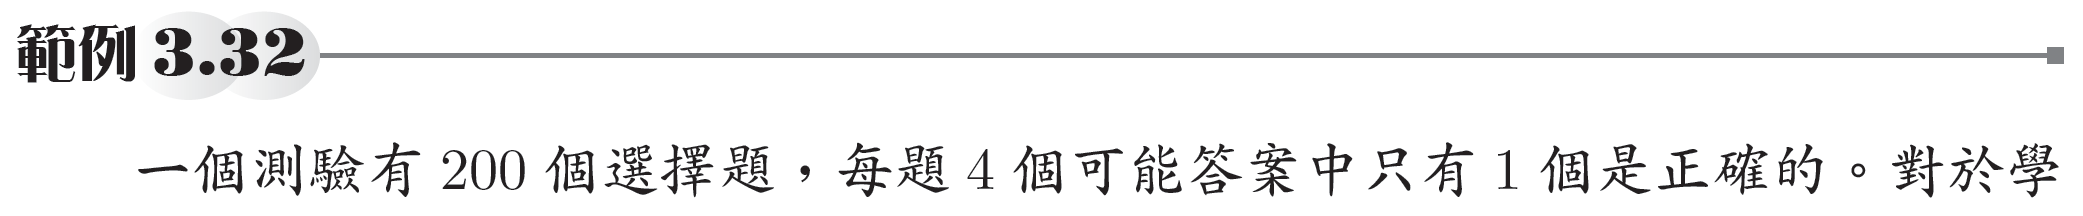 範例 3.32
一個測驗有 200 個選擇題，每題 4 個可能答案中只有 1 個是正確的。對於學